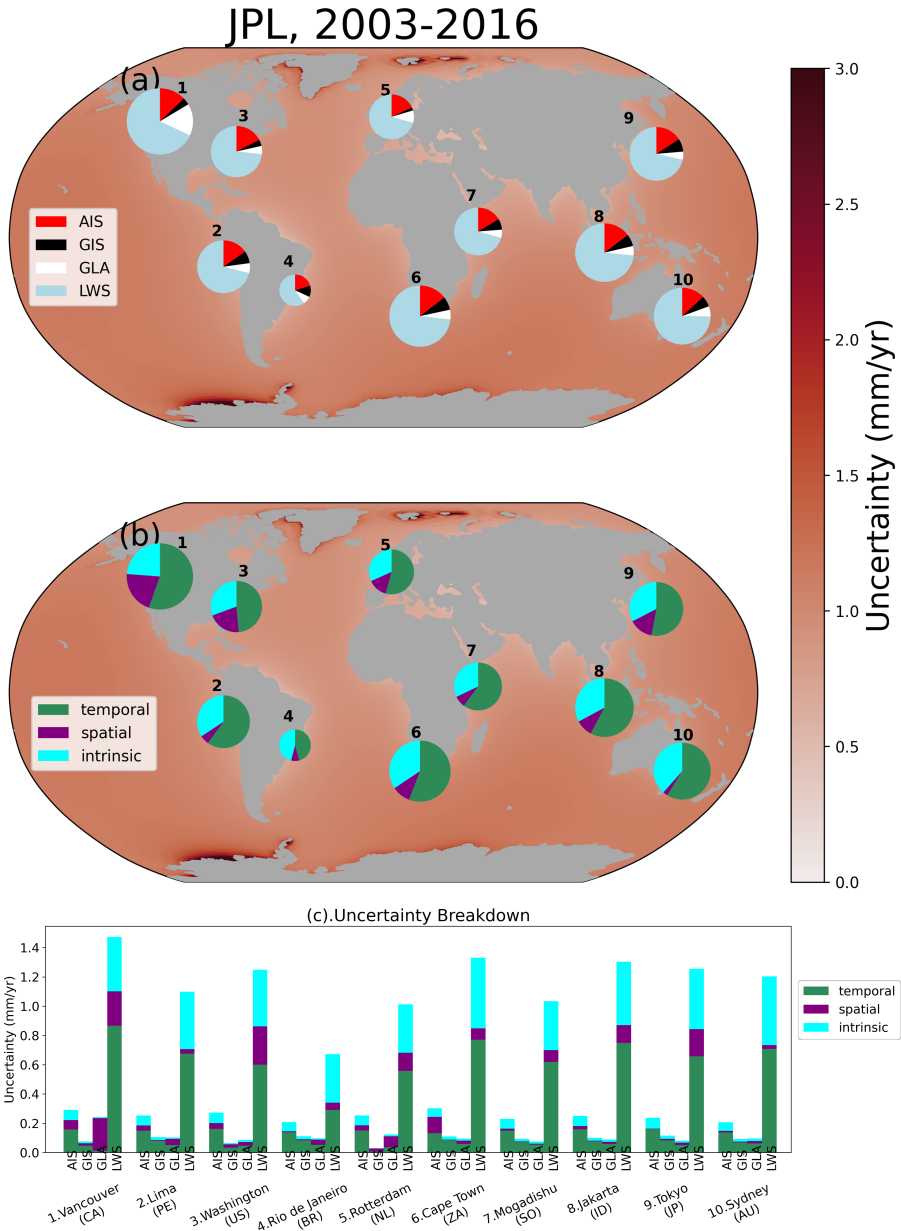 JPL, 2003-2016
(a)
1
2
3
4
5
6
7
8
9
10
AIS
GIS
GLA
LWS
3.0
2.5
2.0
1.5
1.0
0.5
0.0
Uncertainty (mm/yr)
(b)
1
2
3
4
5
6
7
8
9
10
temporal
spatial
intrinsic
(c).Uncertainty Breakdown
Uncertainty (mm/yr)
1.4
1.2
1.0
0.8
0.6
0.4
0.2
0.0
temporal
spatial
intrinsic
AIS GIS GLA LWS AIS GIS GLA LWS AIS GIS GLA LWS AIS GIS GLA LWS AIS GIS GLA LWS AIS GIS GLA LWS AIS GIS GLA LWS AIS GIS GLA LWS AIS GIS GLA LWS AIS GIS GLA LWS
1.Vancouver
(CA)
2.Lima
(PE)
3.Washington
(US)
4.Rio de Janeiro
(BR)
5.Rotterdam
(NL)
6.Cape Town
(ZA)
7.Mogadishu
(SO)
8.Jakarta
(ID)
9.Tokyo
(JP)
10.Sydney
(AU)